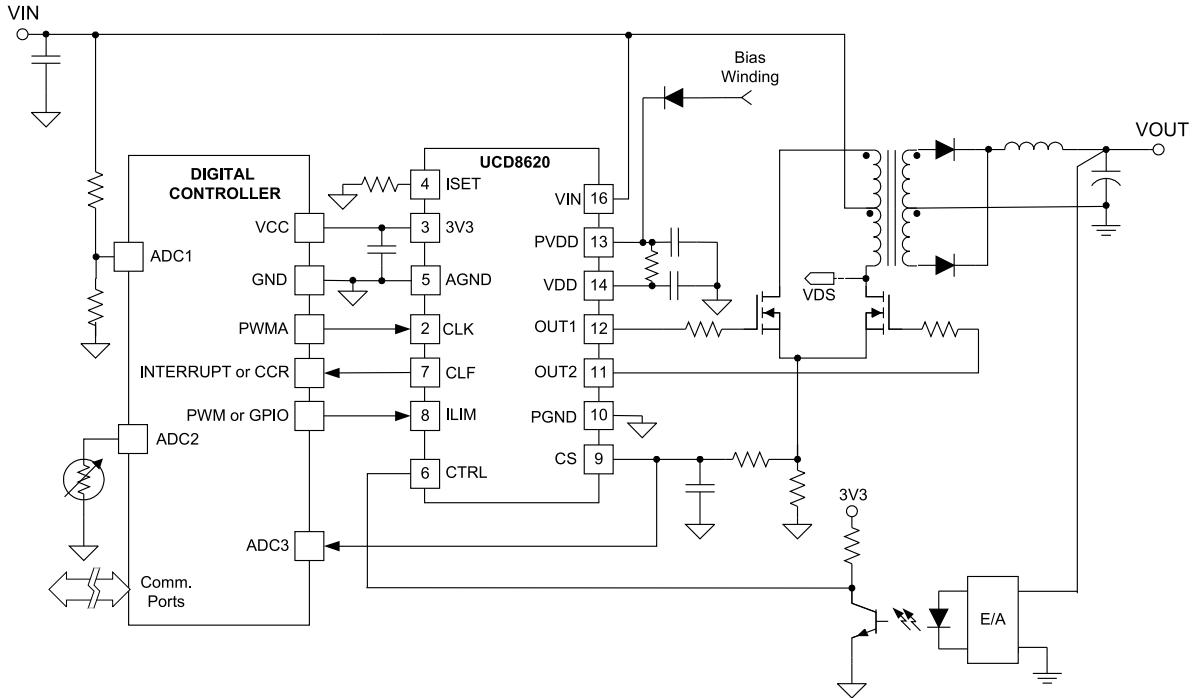 VIN
Bias
Winding
VOUT
DIGITAL
CONTROLLER
UCD8620
4 ISET
VIN 16
VCC
3 3V3
PVDD 13
ADC1
GND
5 AGND
VDD 14
VDS
PWMA
2 CLK
OUT1 12
INTERRUPT or CCR
7 CLF
OUT2 11
PWM or GPIO
8 ILIM
PGND 10
ADC2
6 CTRL
CS 9
3V3
ADC3
Comm.
Ports
E/A